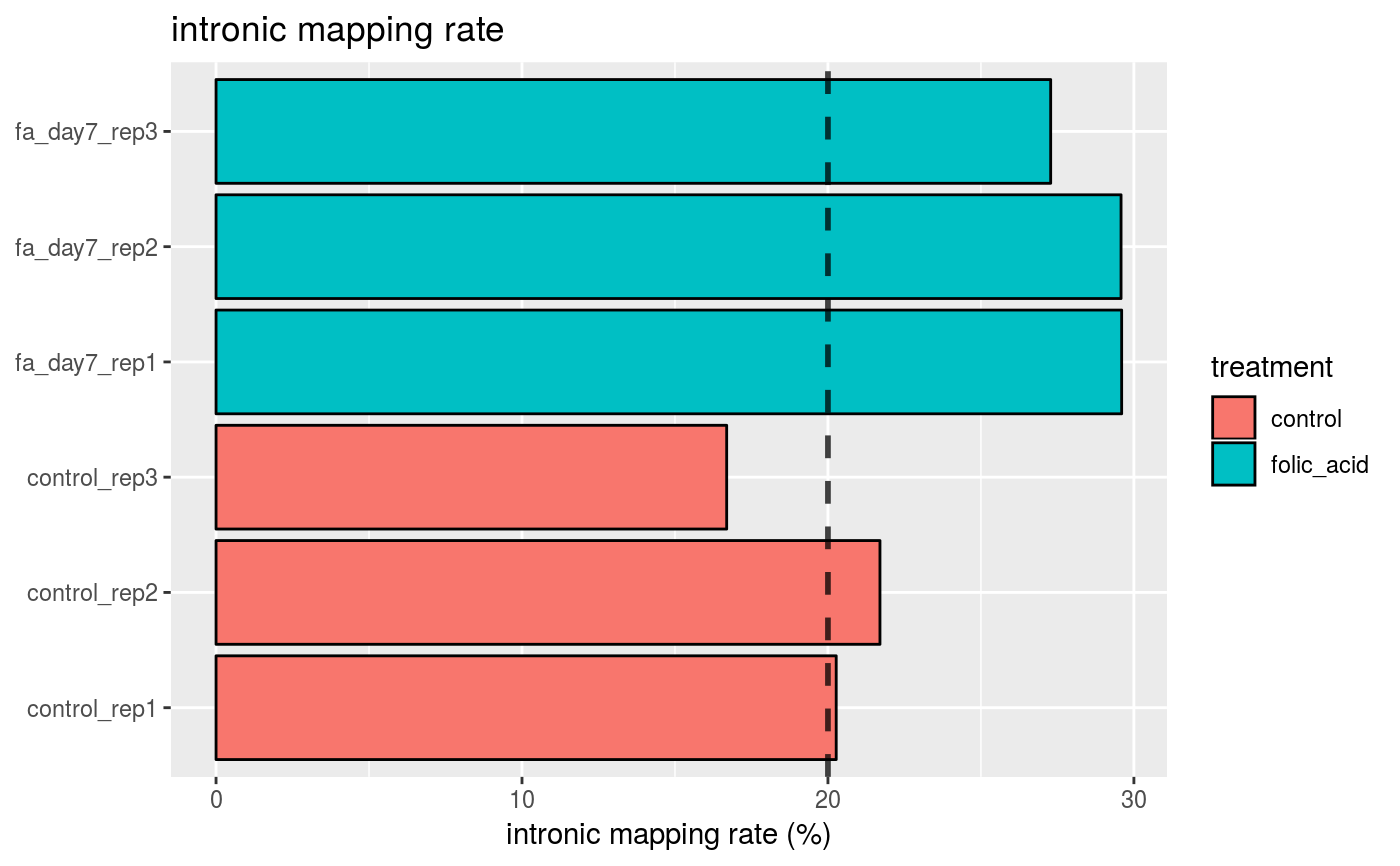 intronic mapping rate
fa_day7_rep3
fa_day7_rep2
fa_day7_rep1
control_rep3
control_rep2
control_rep1
0 10 20 30
intronic mapping rate (%)
treatment
control
folic_acid